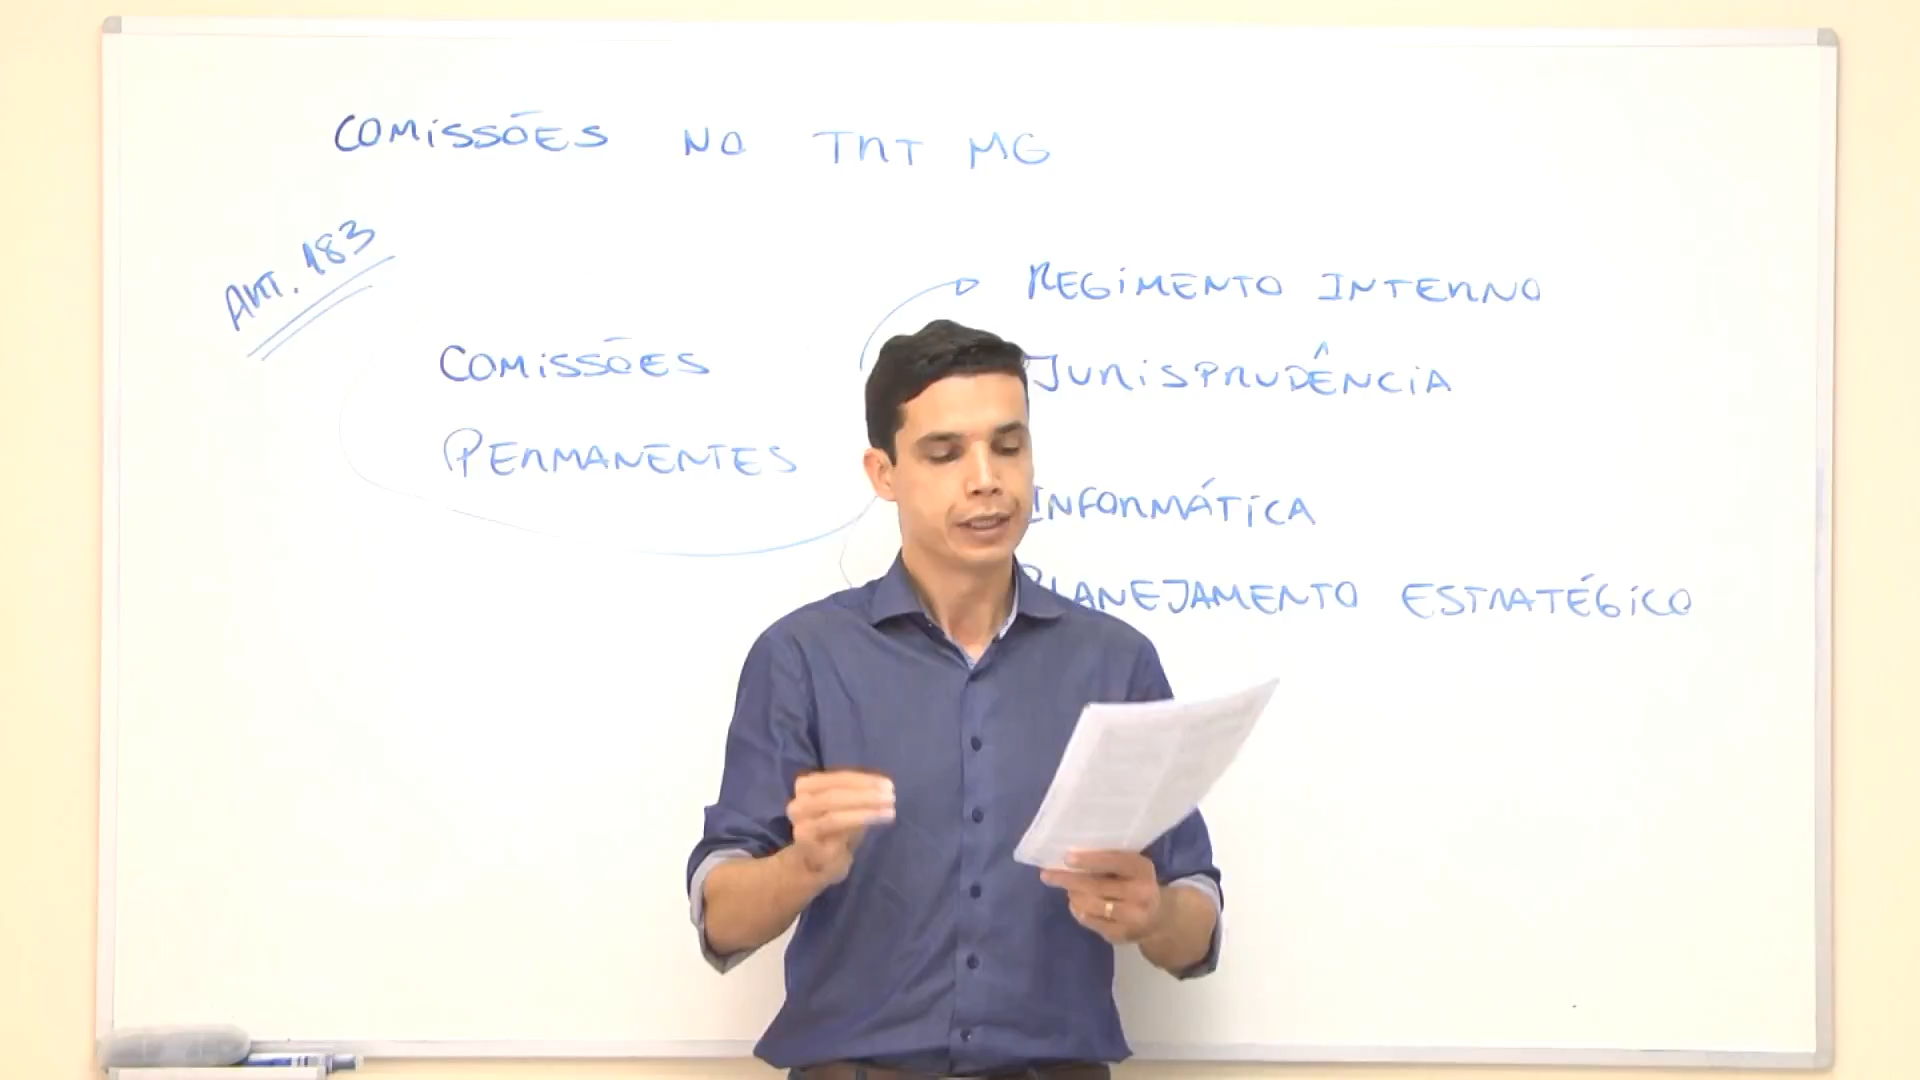 COMISSÕES NO TRT MG
ART. 183
COMISSÕES
PERMANENTES
REGIMENTO INTERNO
JURISPRUDÊNCIA
INFORMÁTICA
PLANEJAMENTO ESTRATÉGICO